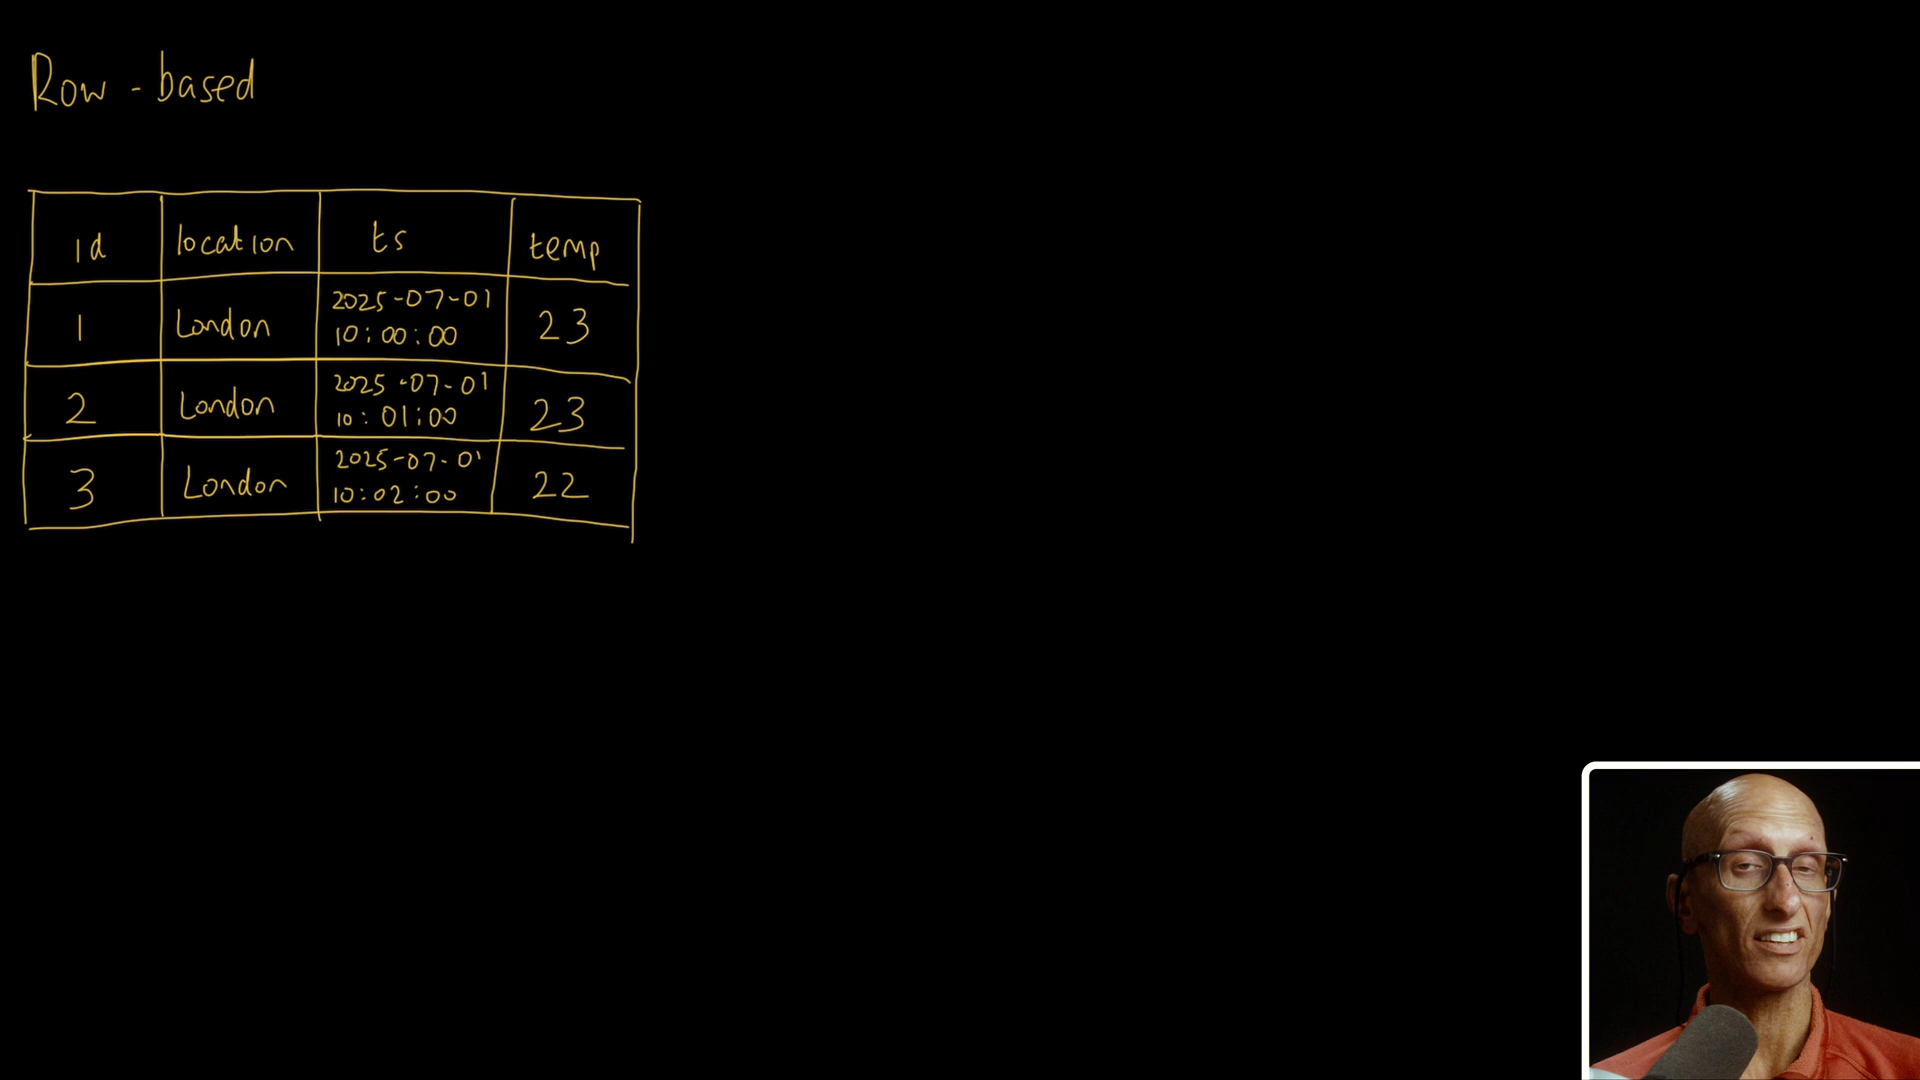 Row - based
id location ts temp
1 London 2025-07-01 10:00:00 23
2 London 2025-07-01 10:01:00 23
3 London 2025-07-01 10:02:00 22